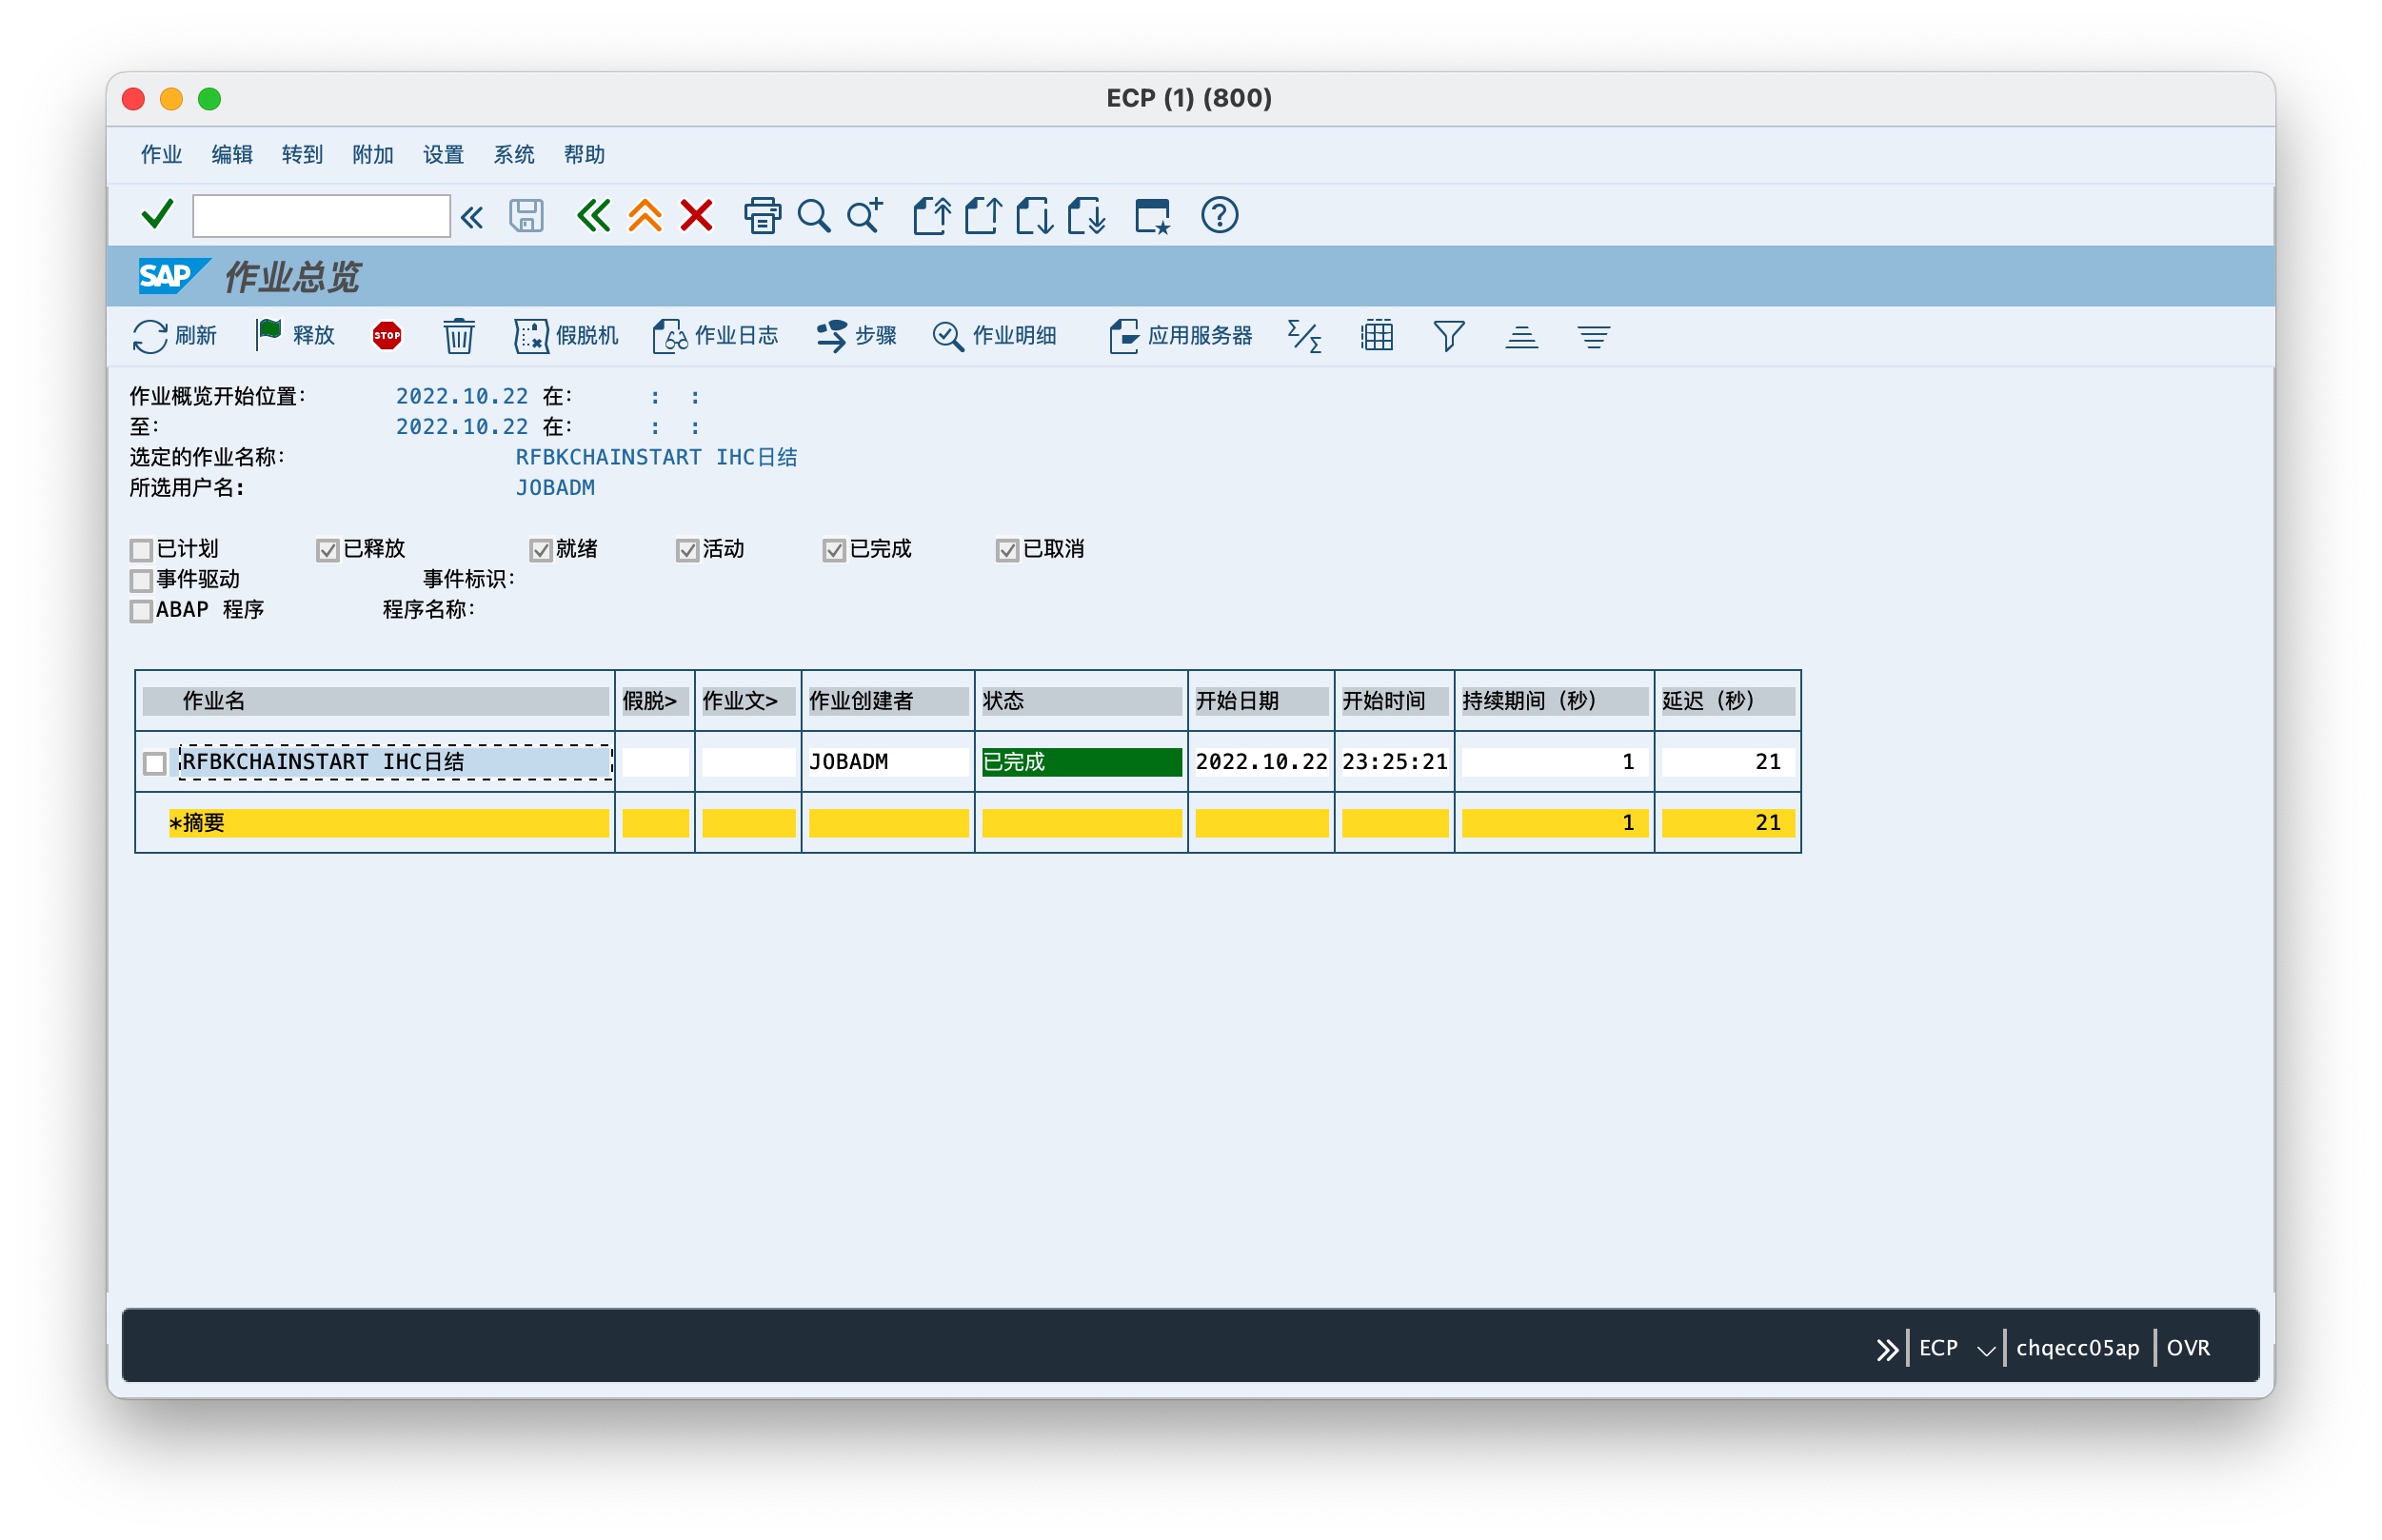 ECP (1) (800)
作业 编辑 转到 附加 设置 系统 帮助
SAP 作业总览
刷新 释放 STOP 假脱机 作业日志 步骤 作业明细 应用服务器
作业概览开始位置: 2022.10.22 在: : :
至: 2022.10.22 在: : :
选定的作业名称: RFBKCHAINSTART IHC日结
所选用户名: JOBADM
已计划 已释放 就绪 活动 已完成 已取消
事件驱动 事件标识:
ABAP 程序 程序名称:
作业名 假脱> 作业文> 作业创建者 状态 开始日期 开始时间 持续期间（秒） 延迟（秒）
RFBKCHAINSTART IHC日结 JOBADM 已完成 2022.10.22 23:25:21 1 21
*摘要 1 21
ECP chqecc05ap OVR